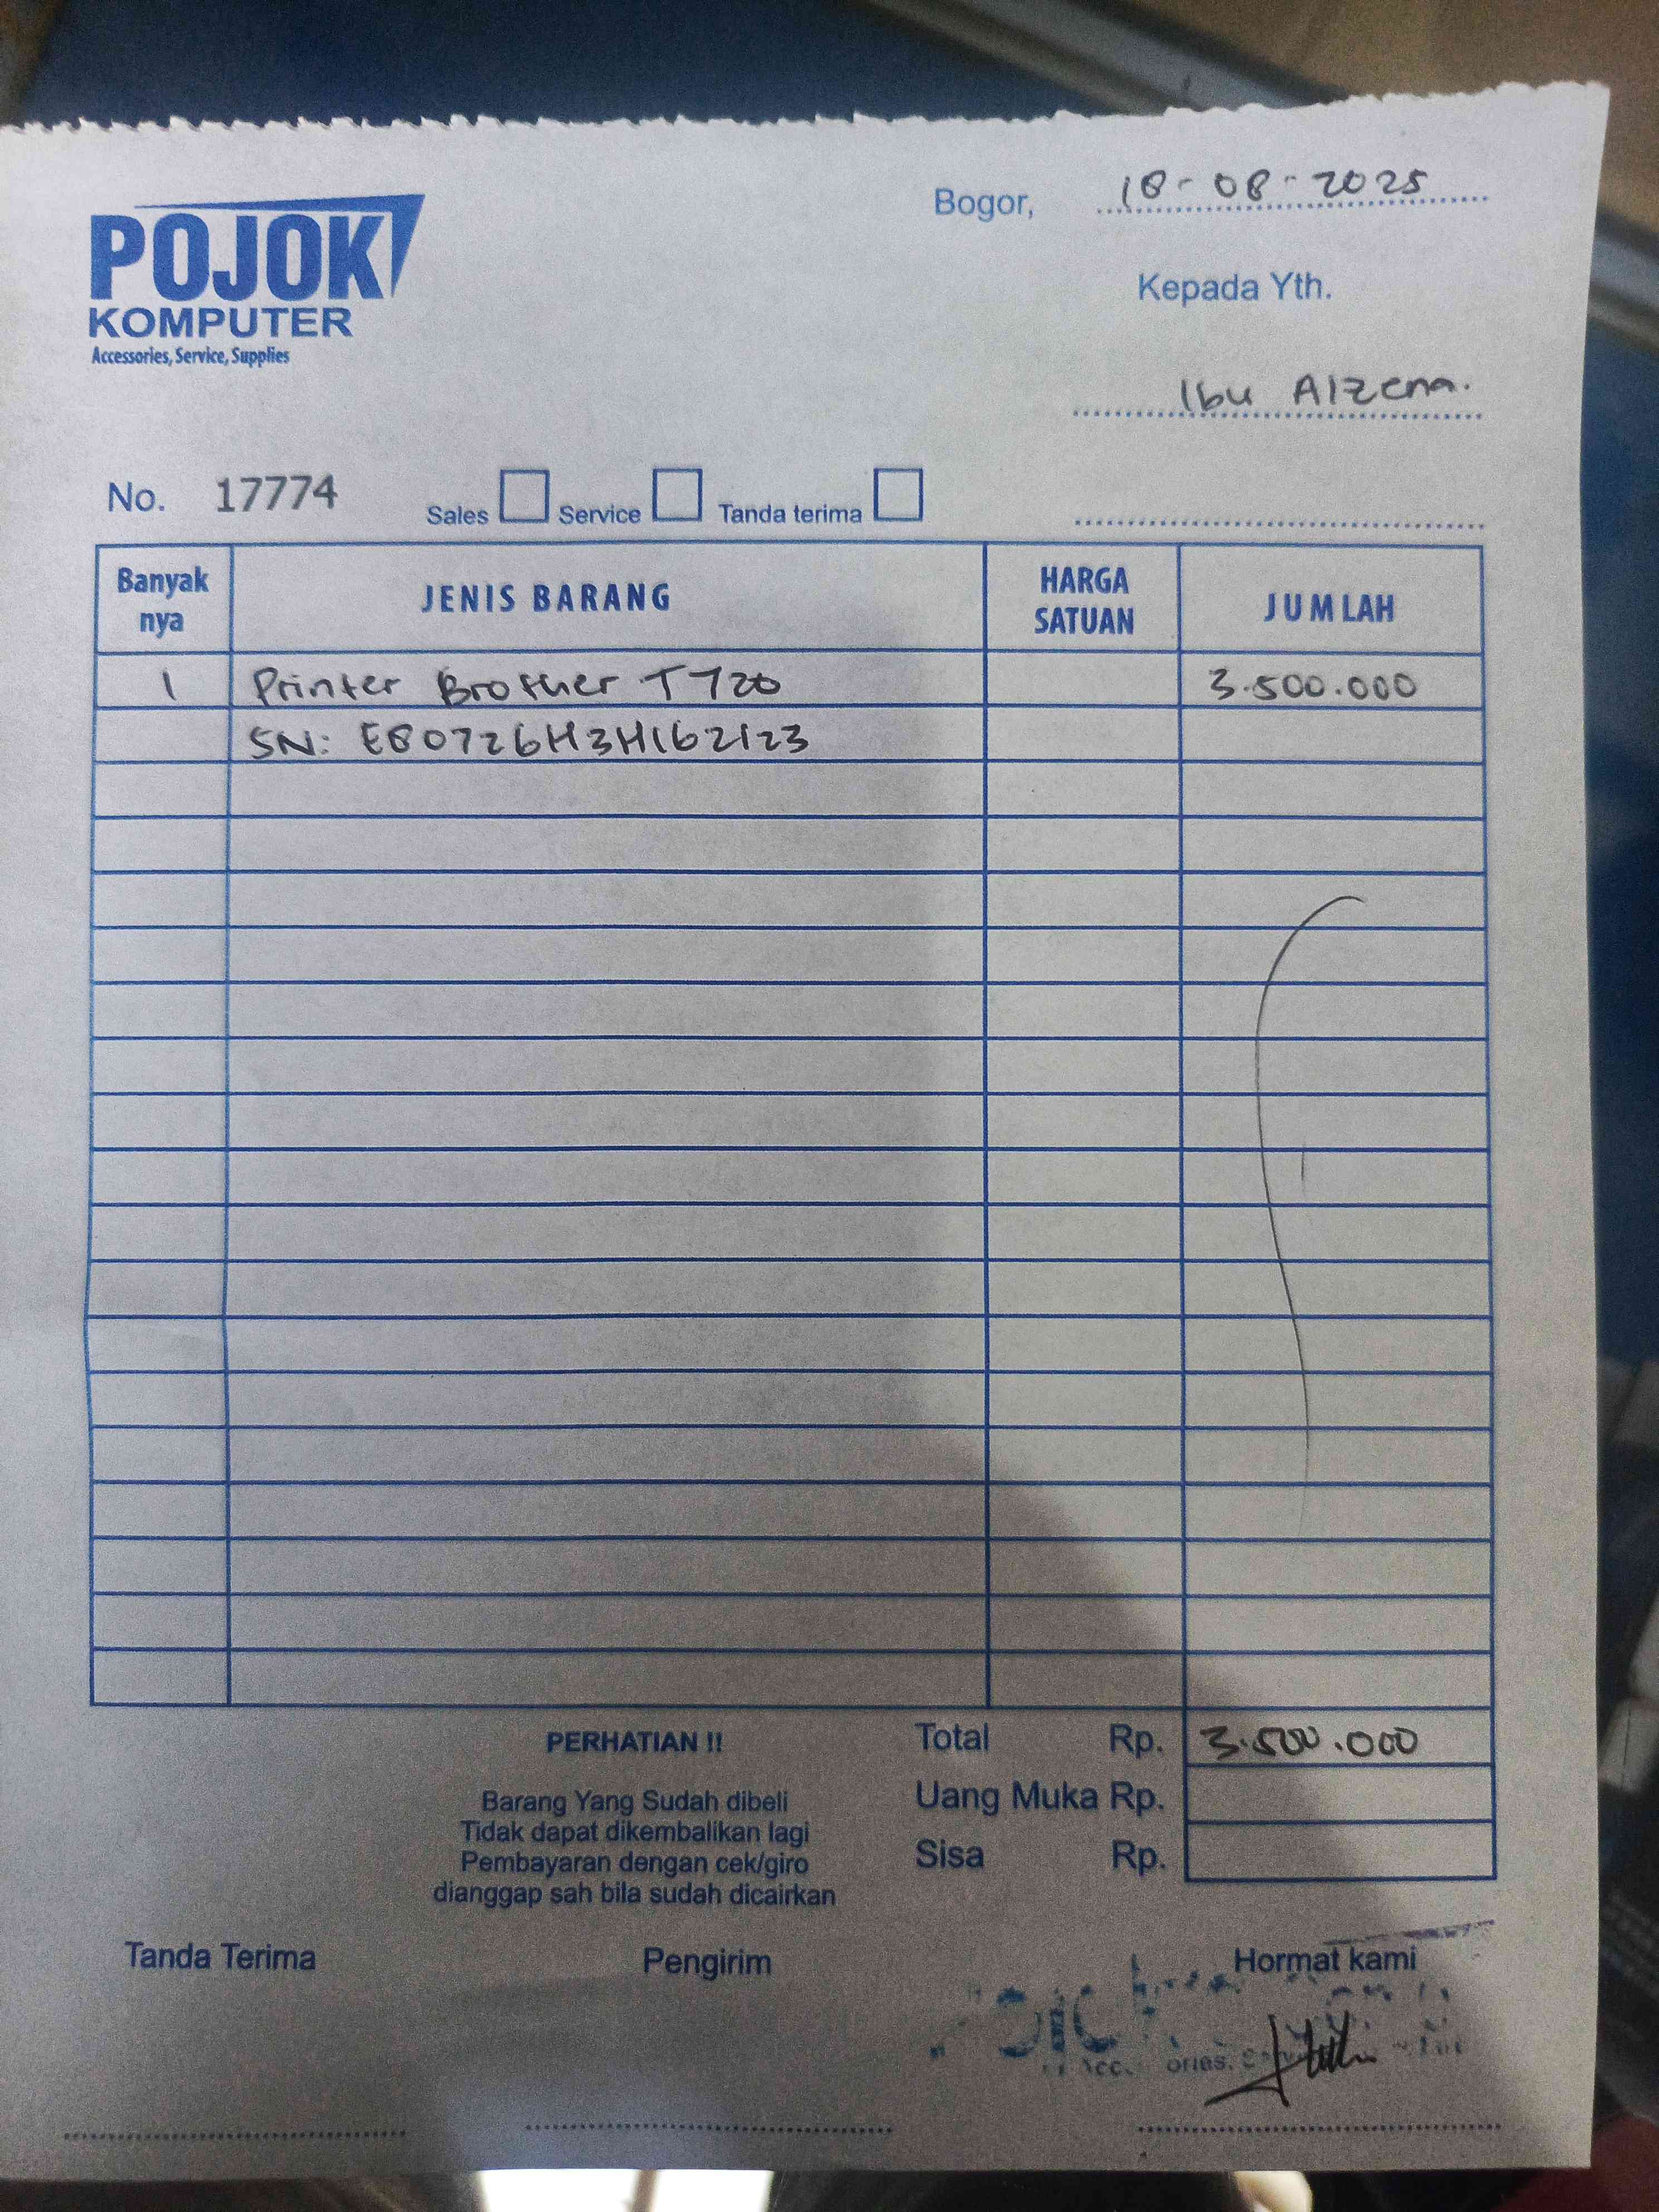 POJOK
KOMPUTER
Accessories, Service, Supplies
Bogor, 18-08-2025
Kepada Yth.
Ibu Alzena.
No. 17774 Sales Service Tanda terima
Banyak nya JENIS BARANG HARGA SATUAN JUMLAH
1 Printer Brother T720 3.500.000
SN: E80726H3H162123
PERHATIAN !!
Barang Yang Sudah dibeli
Tidak dapat dikembalikan lagi
Pembayaran dengan cek/giro
dianggap sah bila sudah dicairkan
Total Rp. 3.500.000
Uang Muka Rp.
Sisa Rp.
Tanda Terima Pengirim Hormat kami